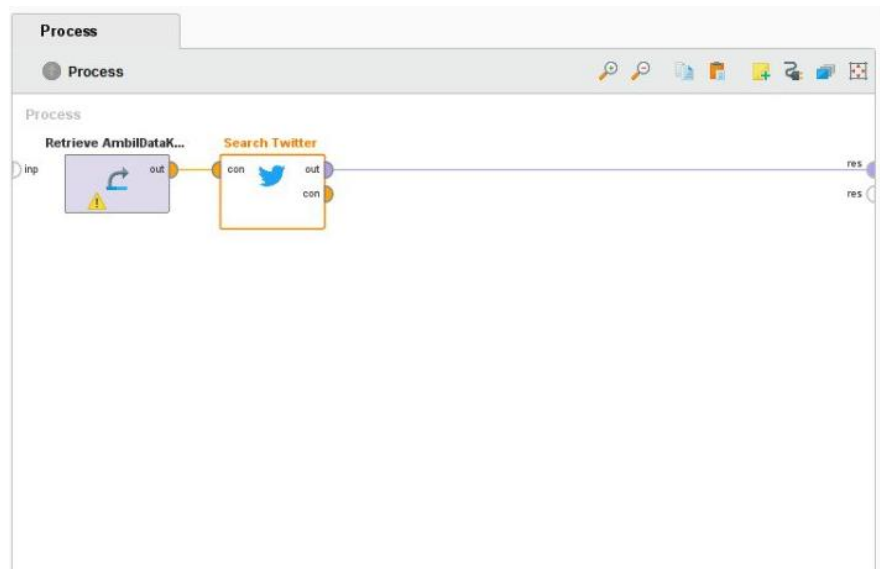 Process
Process
Process
Retrieve AmbilDataK... Search Twitter
inp out con out res
con res